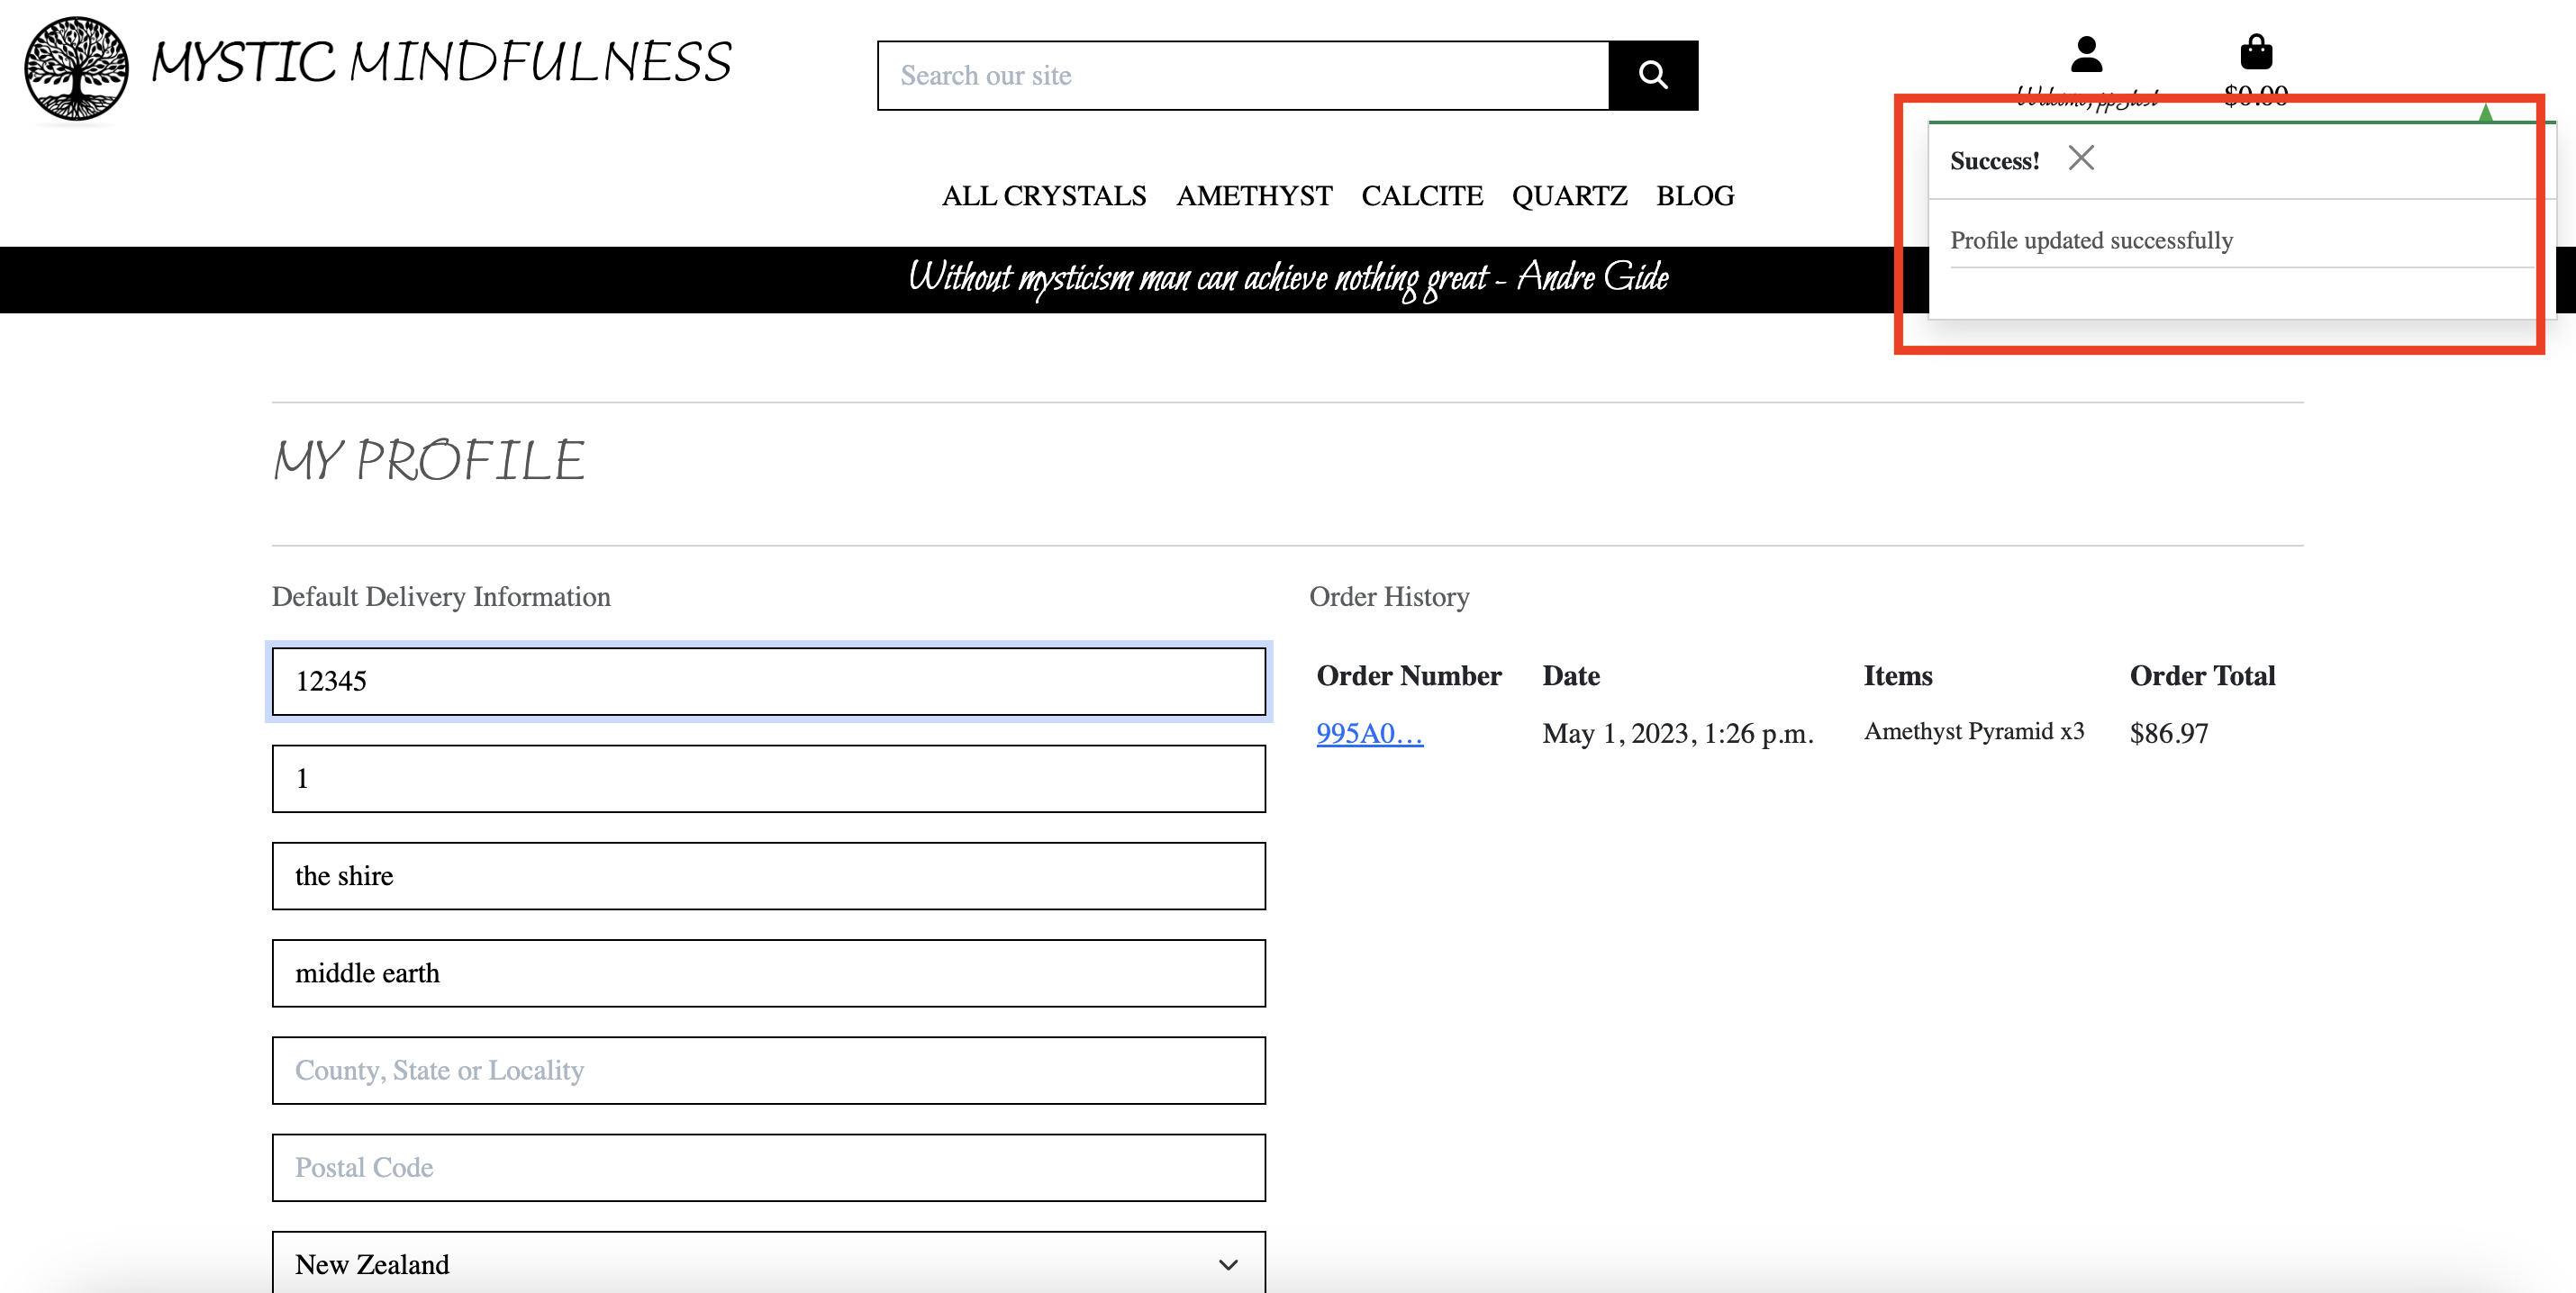 MYSTIC MINDFULNESS
Search our site
$0.00
Success!
ALL CRYSTALS AMETHYST CALCITE QUARTZ BLOG
Profile updated successfully
Without mysticism man can achieve nothing great - Andre Gide
MY PROFILE
Default Delivery Information
Order History
Order Number Date Items Order Total
995A0... May 1, 2023, 1:26 p.m. Amethyst Pyramid x3 $86.97
12345
1
the shire
middle earth
County, State or Locality
Postal Code
New Zealand